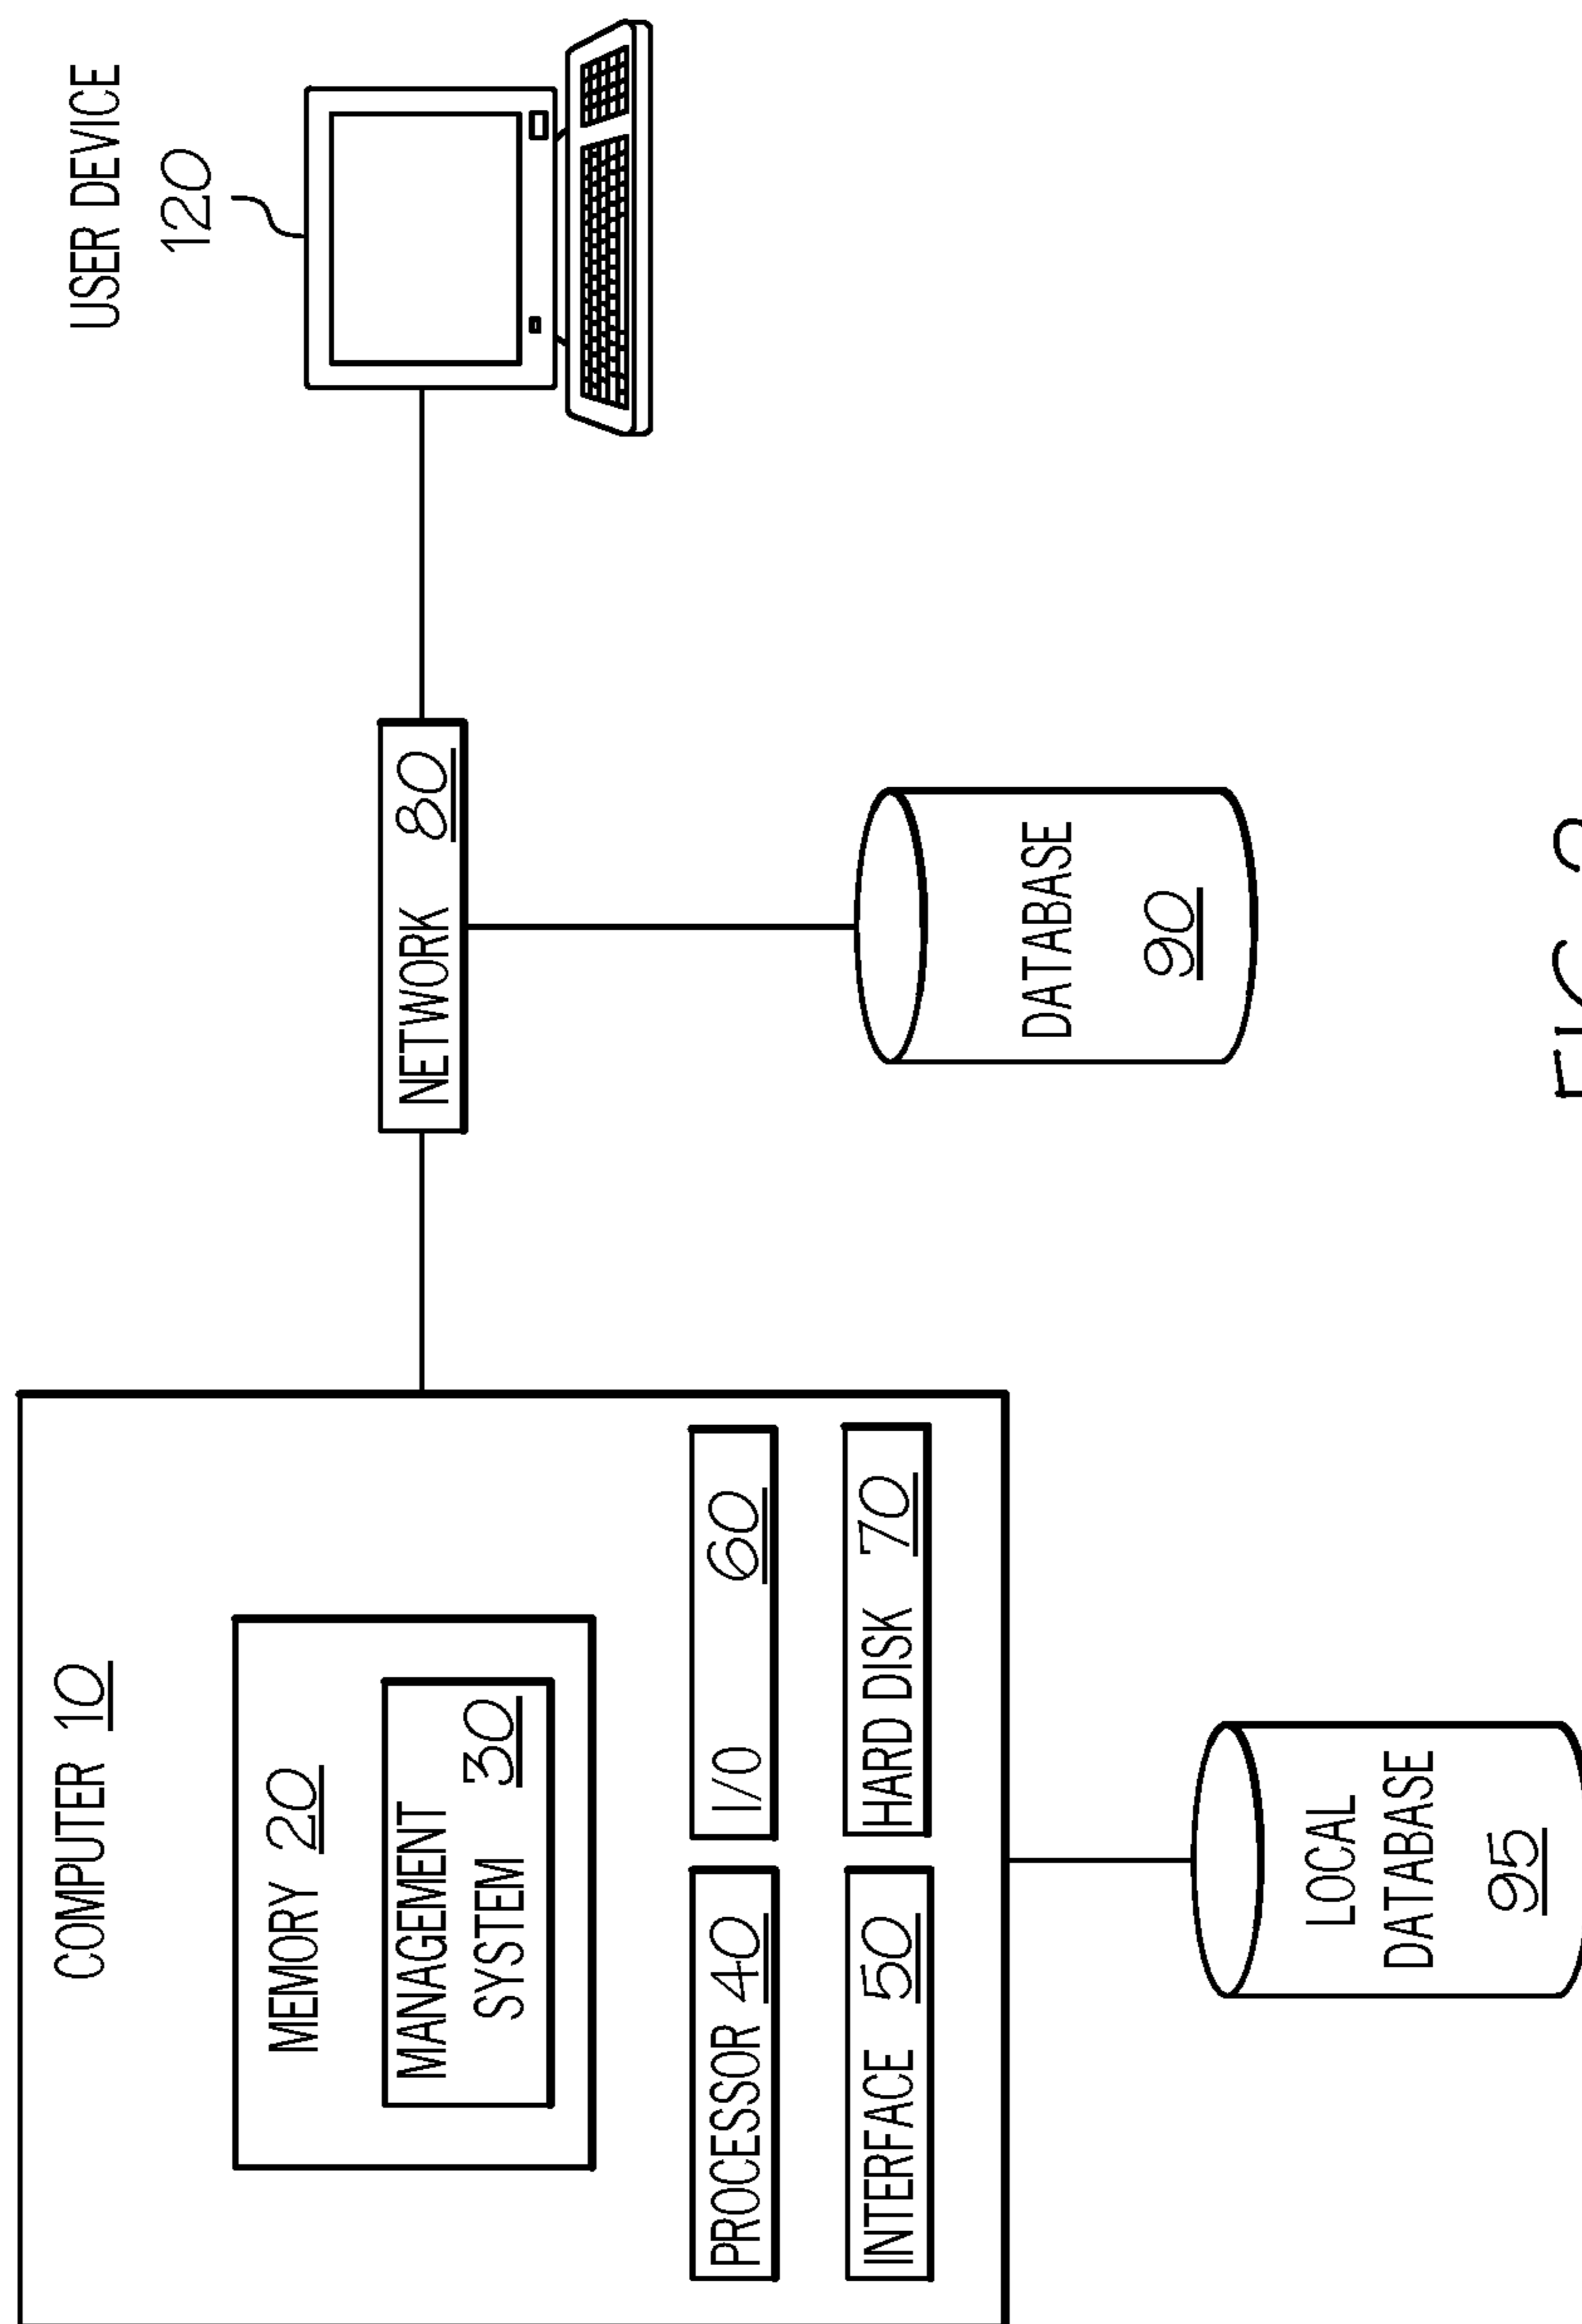 COMPUTER 10
MEMORY 20
MANAGEMENT
SYSTEM 30
PROCESSOR 40
I/O 60
INTERFACE 50
HARD DISK 70
LOCAL
DATABASE
95
NETWORK 80
DATABASE
90
USER DEVICE
120